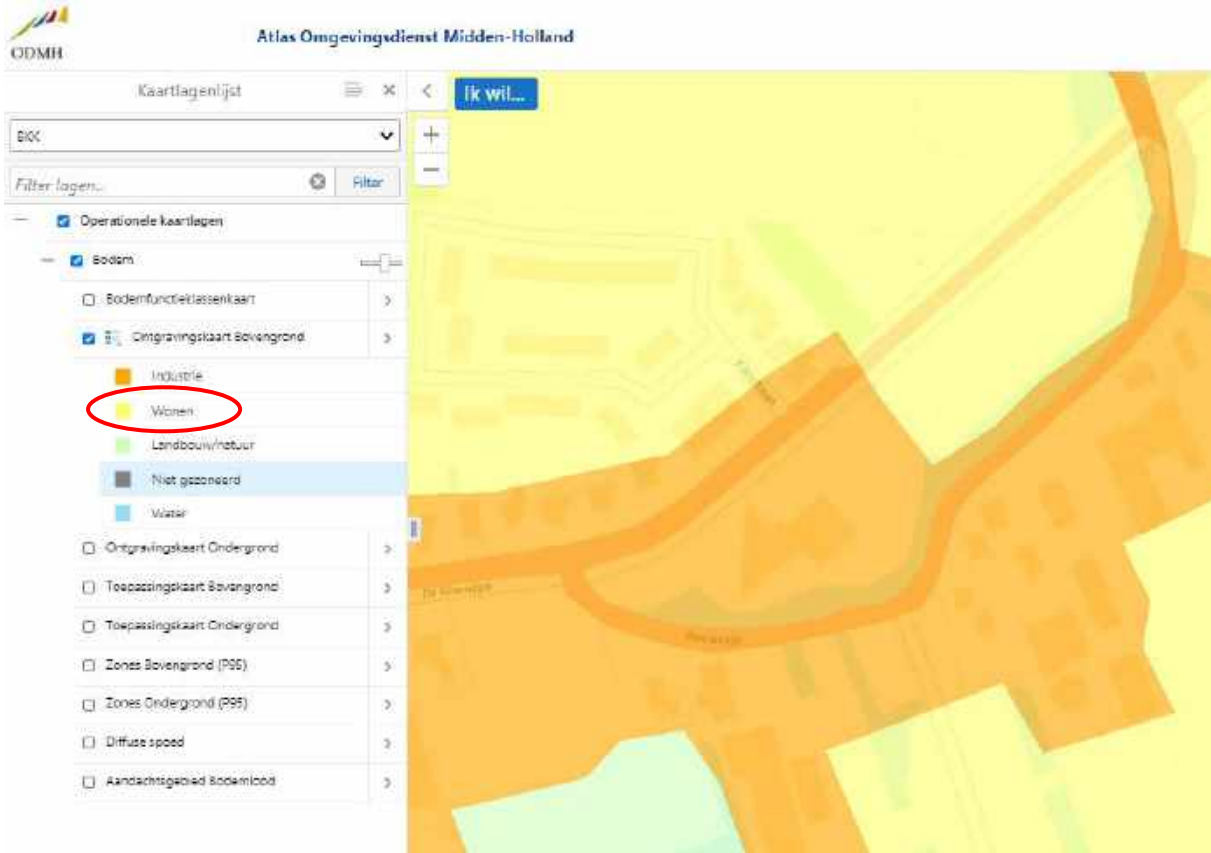 ODMH
Atlas Omgevingsdienst Midden-Holland
Kaartlagenlijst
Ik wil...
BKK
Filter lagen...
Filter
Operationele kaartlagen
Bodem
Bodemfunctieklassenkaart
Ontgravingskaart Bovengrond
Industrie
Wonen
Landbouw/natuur
Niet gezoneerd
Water
Ontgravingskaart Ondergrond
Toepassingskaart Bovengrond
Toepassingskaart Ondergrond
Zones Bovengrond (P95)
Zones Ondergrond (P95)
Diffuse spoed
Aandachtsgebied Bodemlood